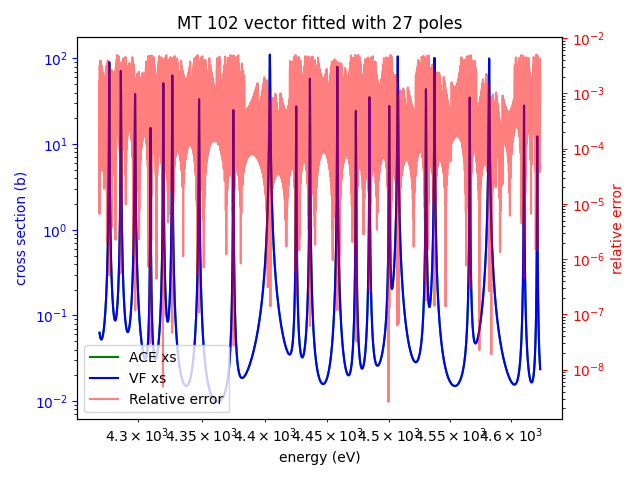 MT 102 vector fitted with 27 poles
10²
10¹
10⁰
10⁻¹
10⁻²
cross section (b)
10⁻²
10⁻³
10⁻⁴
10⁻⁵
10⁻⁶
10⁻⁷
10⁻⁸
relative error
ACE xs
VF xs
Relative error
4.3 × 10³ 4.35 × 10³ 4.4 × 10³ 4.45 × 10³ 4.5 × 10³ 4.55 × 10³ 4.6 × 10³
energy (eV)